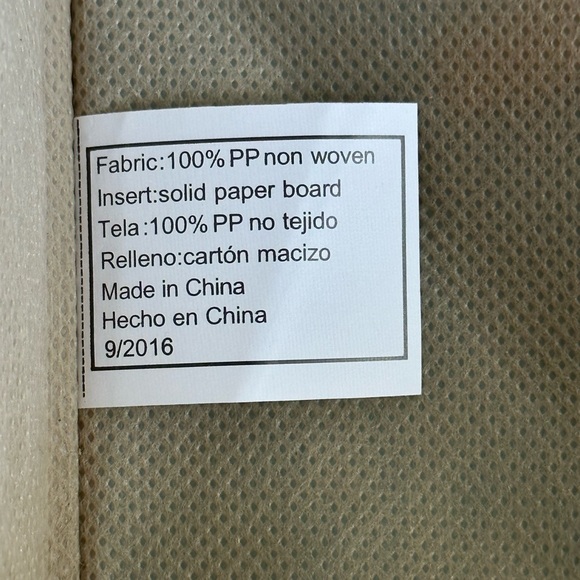 Fabric:100% PP non woven
Insert:solid paper board
Tela:100% PP no tejido
Relleno:cartón macizo
Made in China
Hecho en China
9/2016